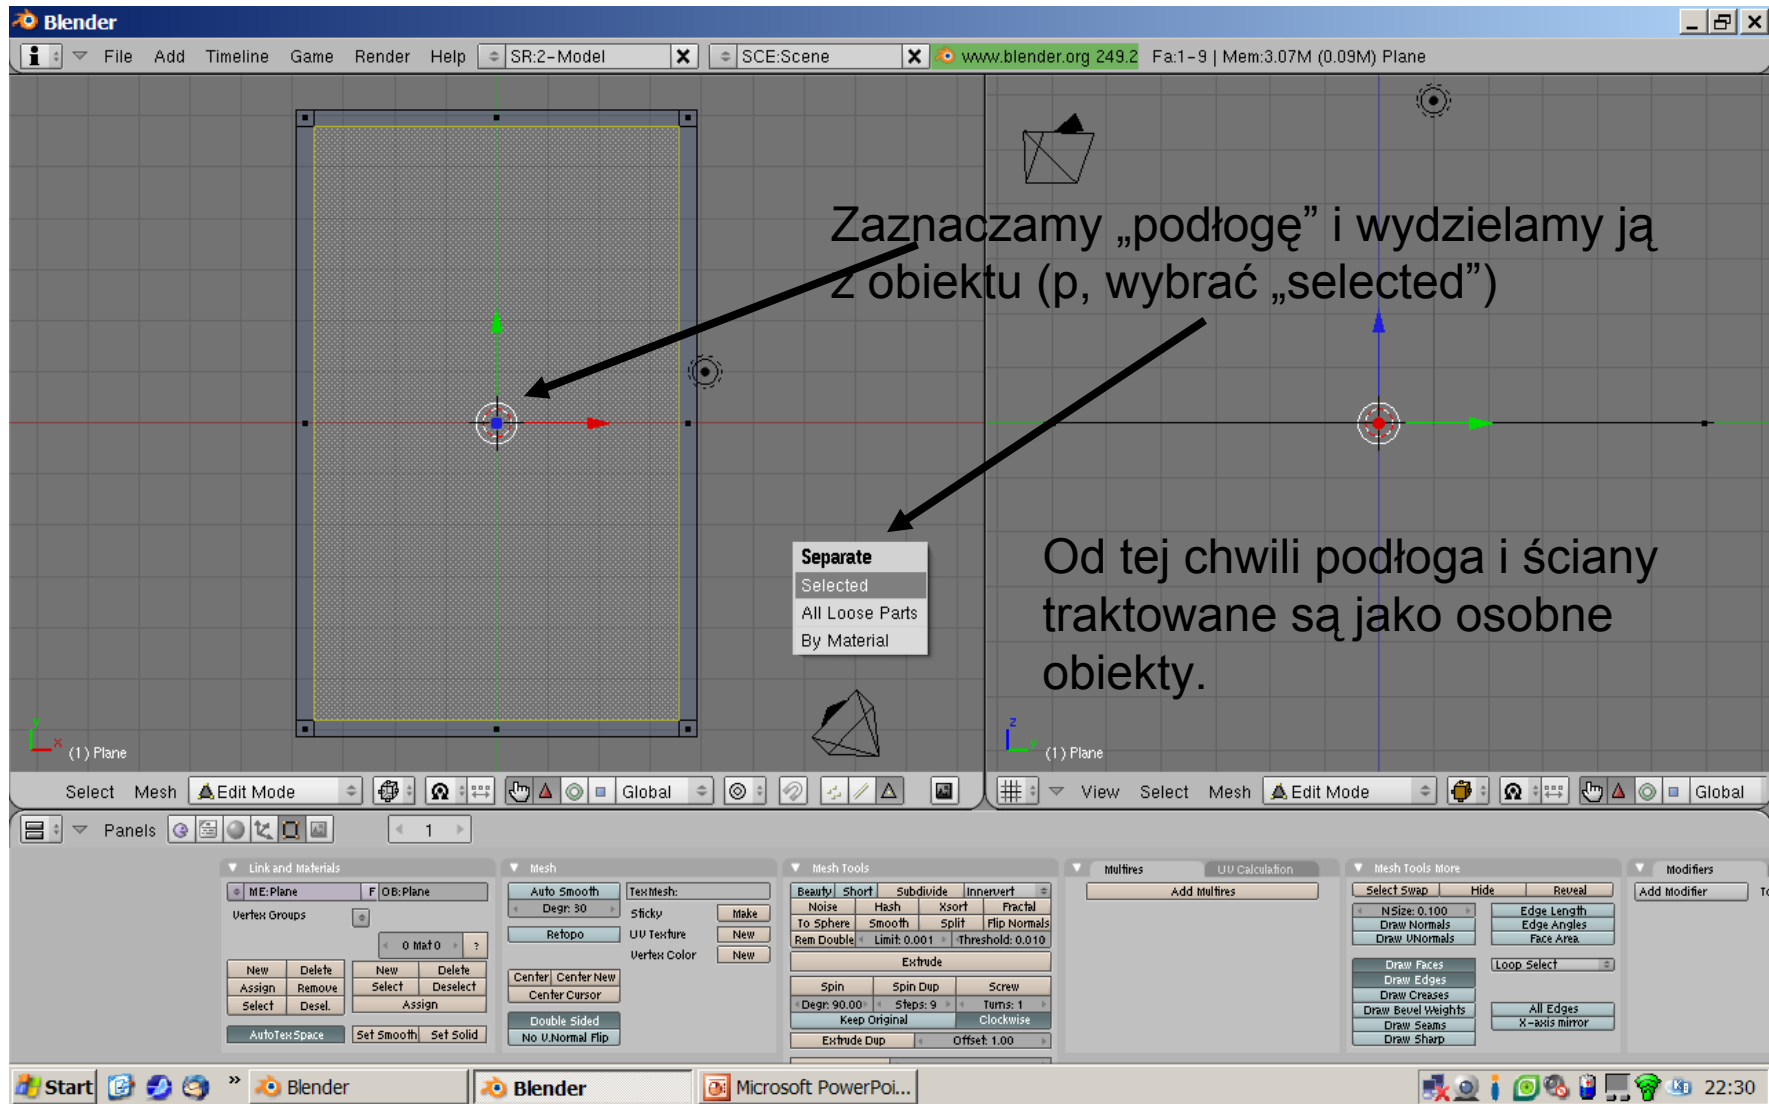 Blender
File Add Timeline Game Render Help SR:2-Model SCE:Scene www.blender.org 249.2 Fa:1-9 | Mem:3.07M (0.09M) Plane
Zaznaczamy „podłogę” i wydzielamy ją
z obiektu (p, wybrać „selected”)
Separate
Selected
All Loose Parts
By Material
Od tej chwili podłoga i ściany
traktowane są jako osobne
obiekty.
y
x
(1) Plane
z
y
(1) Plane
Select Mesh Edit Mode Global
View Select Mesh Edit Mode Global
Panels 1
Link and Materials
ME:Plane F OB:Plane
Vertex Groups
0 Mat 0 ?
New Delete New Delete
Assign Remove Select Deselect
Select Desel. Assign
AutoTexSpace Set Smooth Set Solid
Mesh
Auto Smooth TexMesh:
Degr: 30 Sticky Make
Retopo UV Texture New
Vertex Color New
Center Center New
Center Cursor
Double Sided
No V.Normal Flip
Mesh Tools
Beauty Short Subdivide Innervert
Noise Hash Xsort Fractal
To Sphere Smooth Split Flip Normals
Rem Double Limit: 0.001 Threshold: 0.010
Extrude
Spin Spin Dup Screw
Degr: 90.00 Steps: 9 Turns: 1
Keep Original Clockwise
Extrude Dup Offset: 1.00
Multires UV Calculation
Add Multires
Mesh Tools More
Select Swap Hide Reveal
NSize: 0.100 Edge Length
Draw Normals Edge Angles
Draw VNormals Face Area
Draw Faces Loop Select
Draw Edges
Draw Creases
Draw Bevel Weights All Edges
Draw Seams X-axis mirror
Draw Sharp
Modifiers
Add Modifier To
Start » Blender Blender Microsoft PowerPoi... 22:30